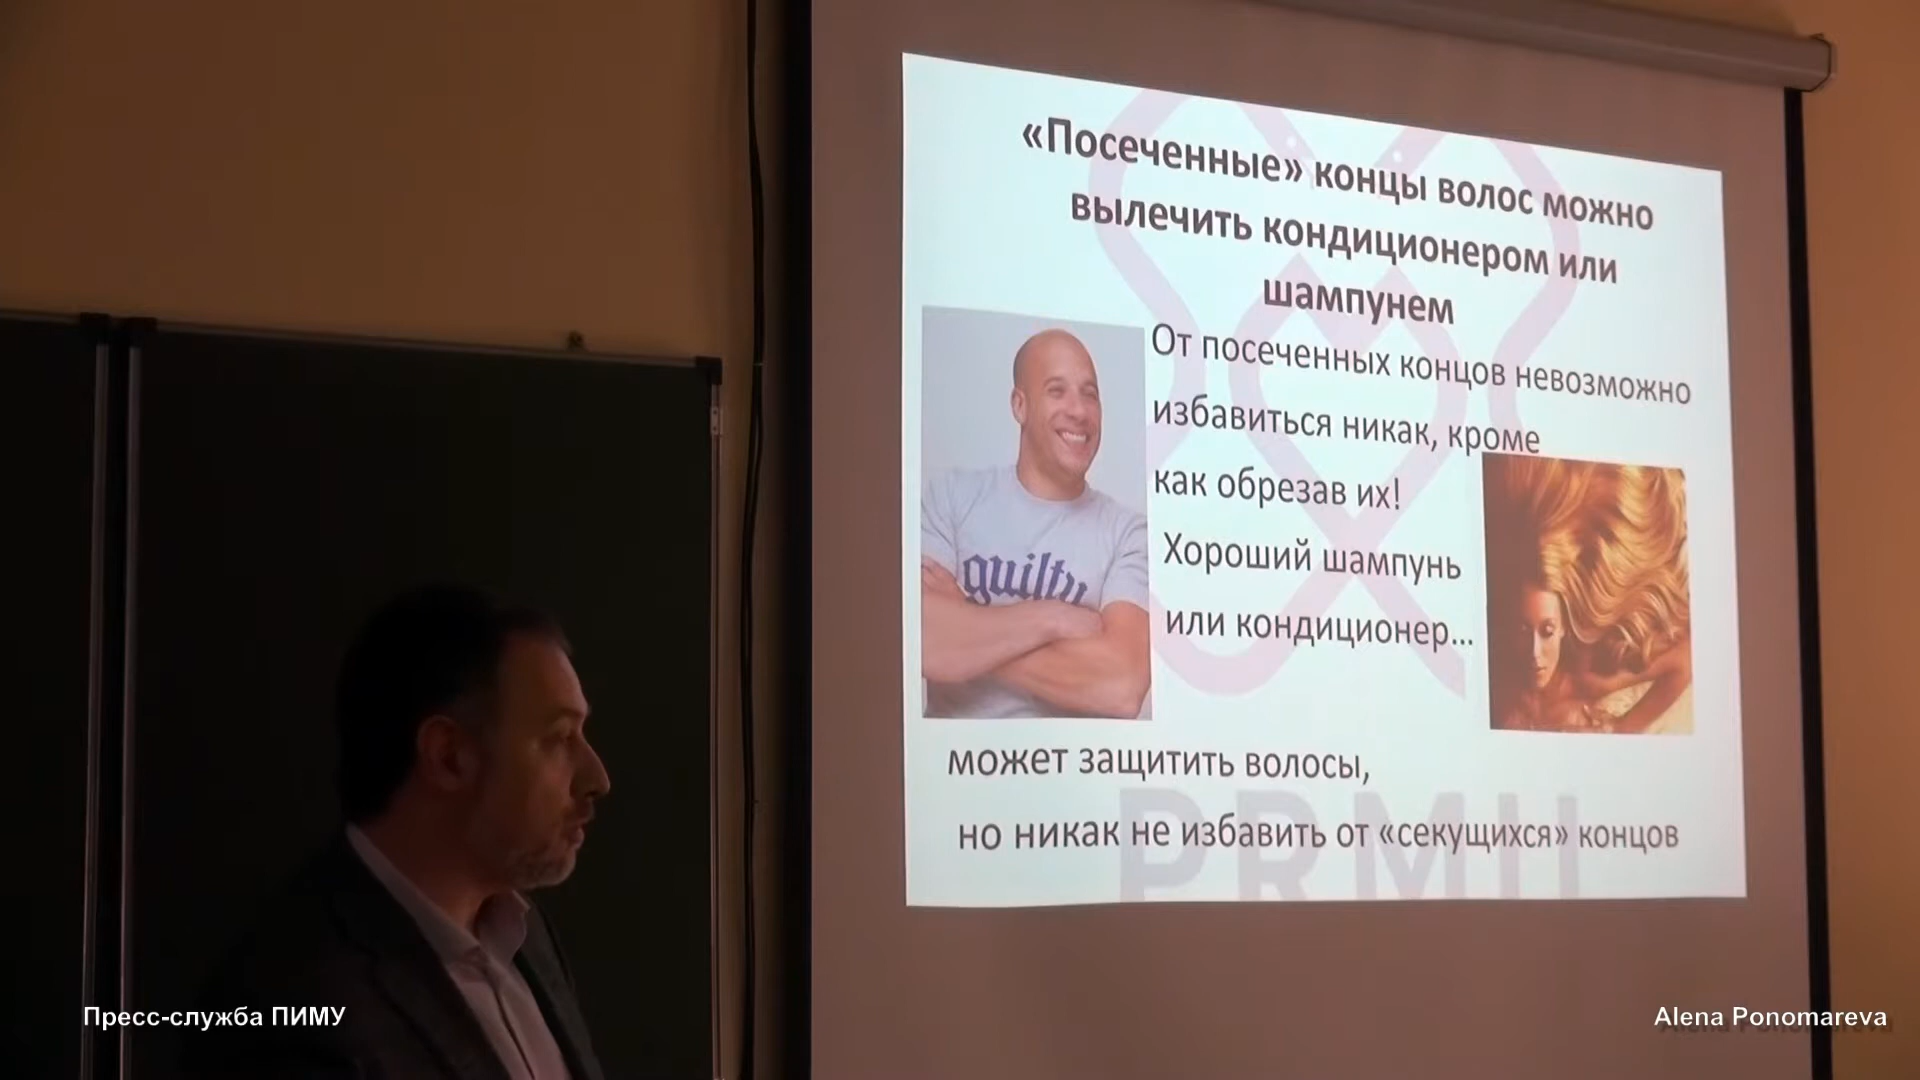 «Посеченные» концы волос можно
вылечить кондиционером или
шампунем
От посеченных концов невозможно
избавиться никак, кроме
как обрезав их!
guilty
Хороший шампунь
или кондиционер...
может защитить волосы,
но никак не избавить от «секущихся» концов
PRMU
Пресс-служба ПИМУ
Alena Ponomareva